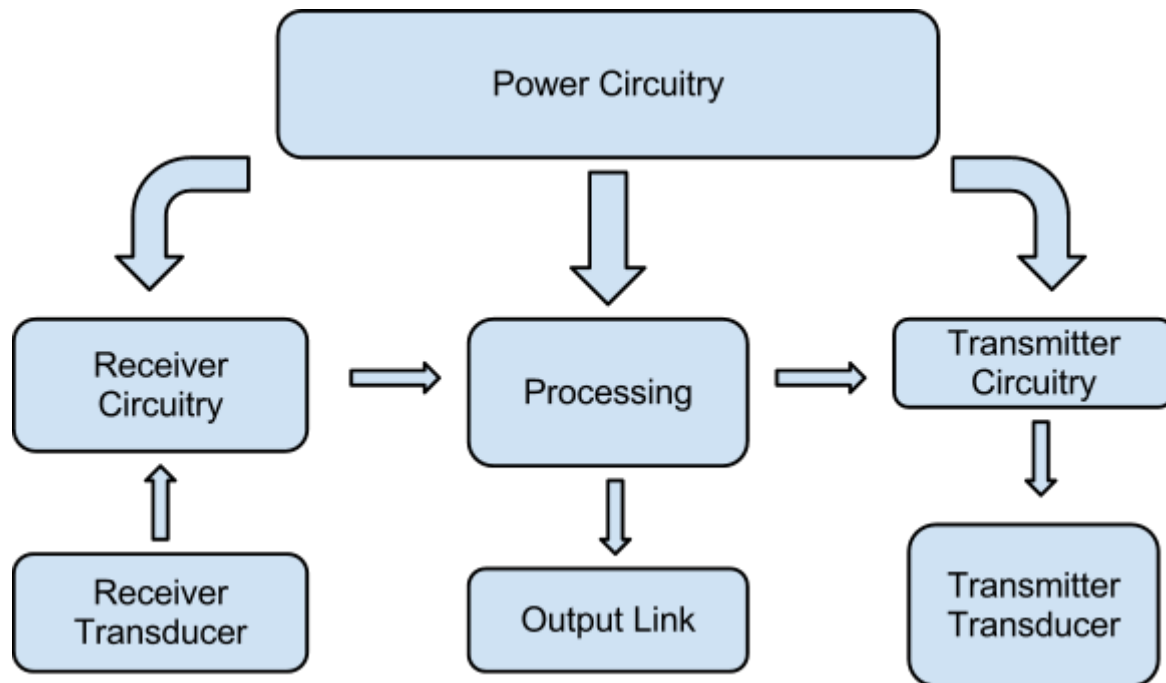 Power Circuitry
Receiver
Circuitry
Processing
Transmitter
Circuitry
Receiver
Transducer
Output Link
Transmitter
Transducer